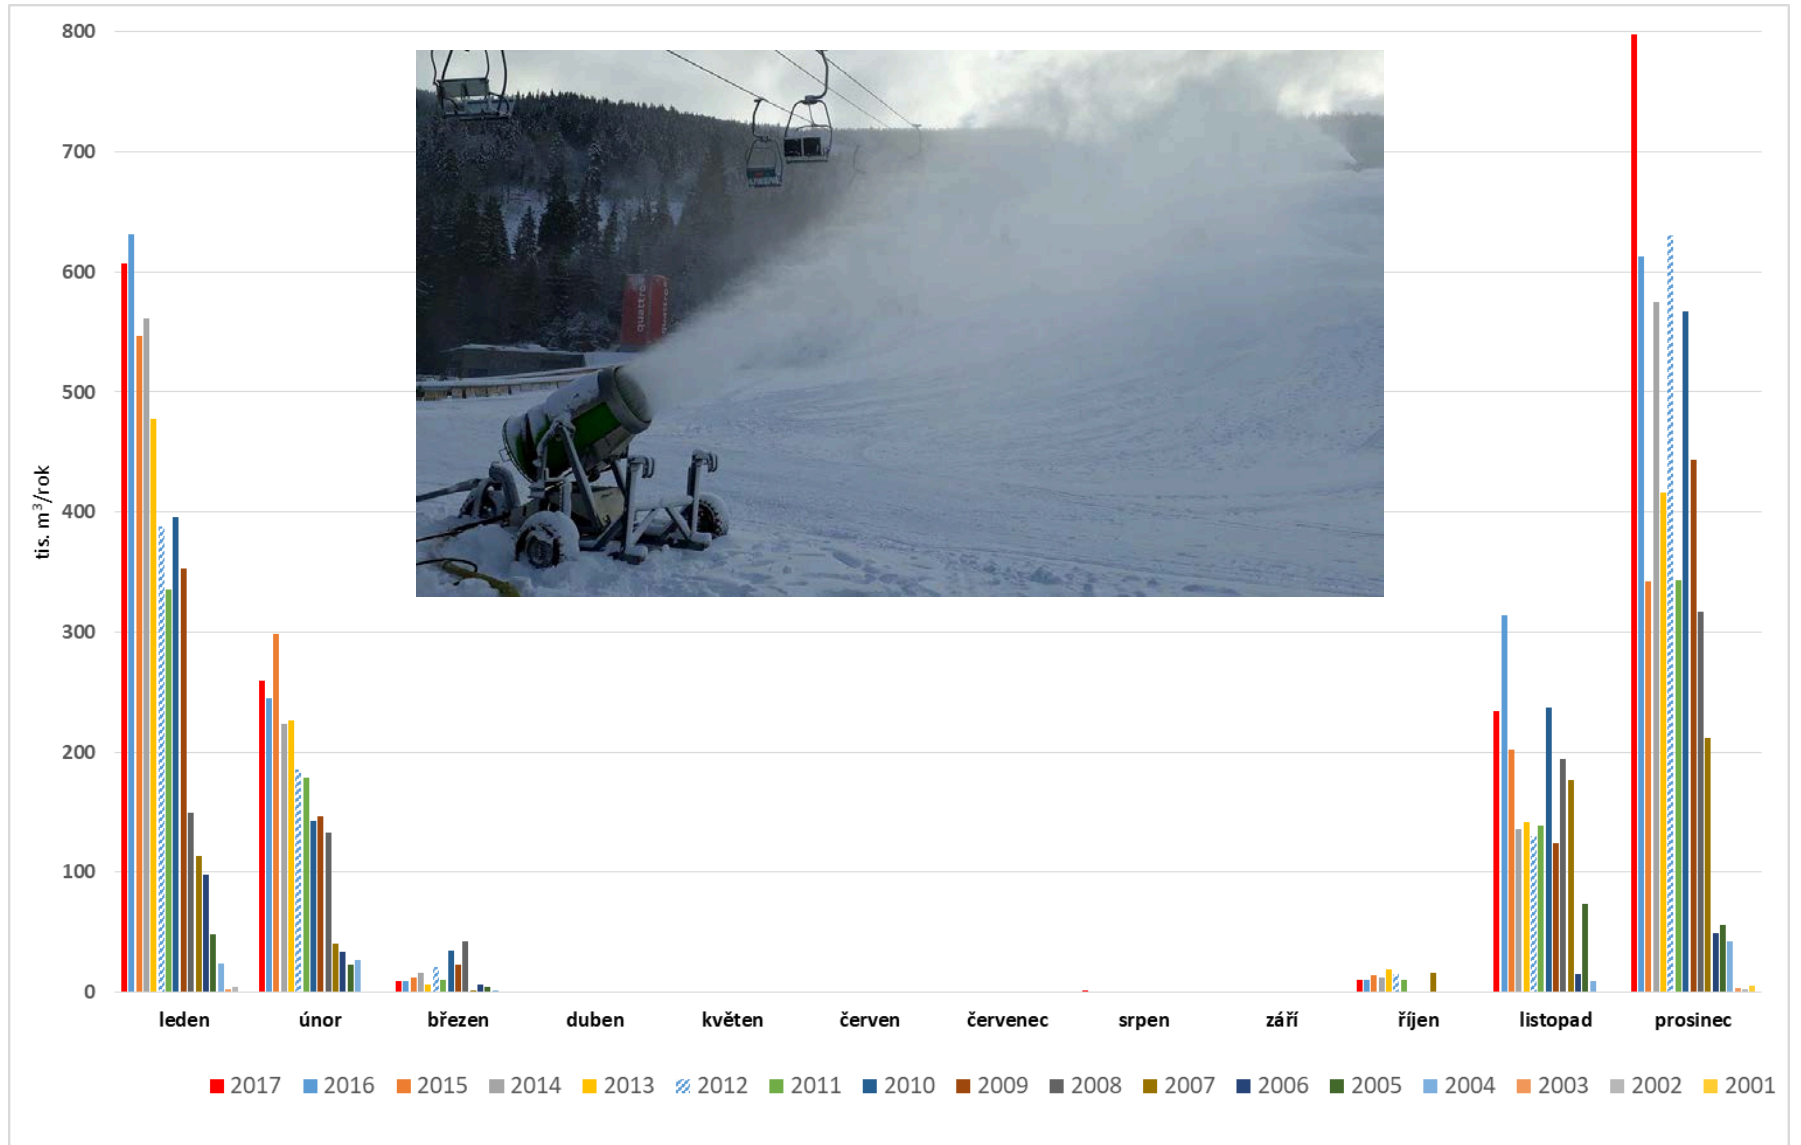 800
700
600
500
400
300
200
100
0
tis. m³/rok
quattro
quattro
leden únor březen duben květen červen červenec srpen září říjen listopad prosinec
2017 2016 2015 2014 2013 2012 2011 2010 2009 2008 2007 2006 2005 2004 2003 2002 2001